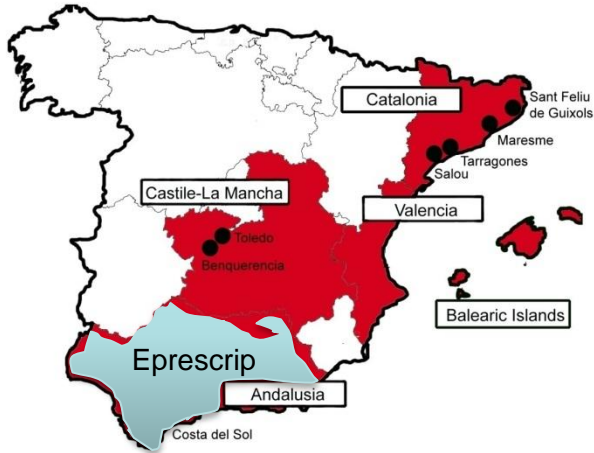 Catalonia
Sant Feliu
de Guixols
Maresme
Tarragones
Salou
Castile-La Mancha
Valencia
Toledo
Benquerencia
Balearic Islands
Eprescrip
Andalusia
Costa del Sol